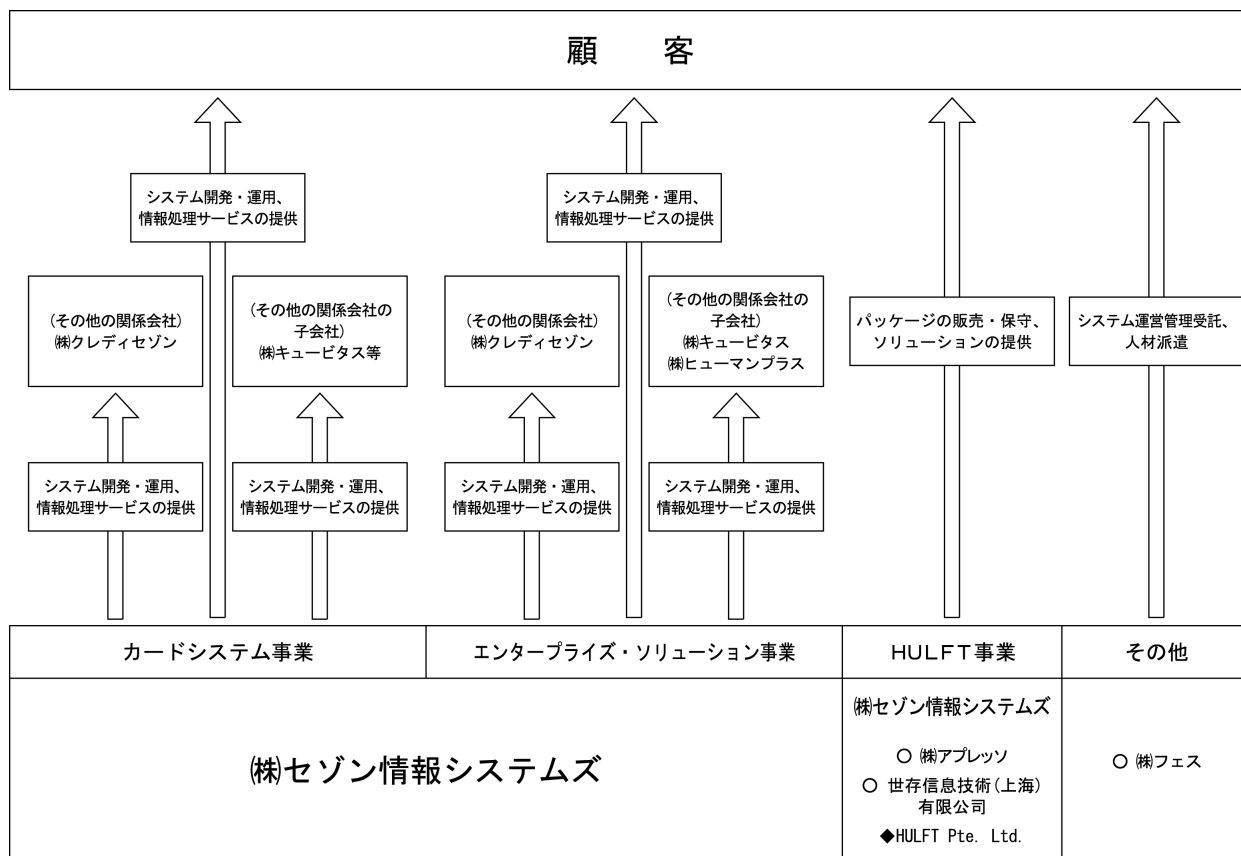 顧　客
システム開発・運用、
情報処理サービスの提供
システム開発・運用、
情報処理サービスの提供
(その他の関係会社)
㈱クレディセゾン
(その他の関係会社の
子会社)
㈱キュービタス等
(その他の関係会社)
㈱クレディセゾン
(その他の関係会社の
子会社)
㈱キュービタス
㈱ヒューマンプラス
パッケージの販売・保守、
ソリューションの提供
システム運営管理受託、
人材派遣
システム開発・運用、
情報処理サービスの提供
システム開発・運用、
情報処理サービスの提供
システム開発・運用、
情報処理サービスの提供
システム開発・運用、
情報処理サービスの提供
カードシステム事業
エンタープライズ・ソリューション事業
ＨＵＬＦＴ事業
その他
㈱セゾン情報システムズ
㈱セゾン情報システムズ
○ ㈱アプレッソ
○ 世存信息技術(上海)
有限公司
◆HULFT Pte. Ltd.
○ ㈱フェス